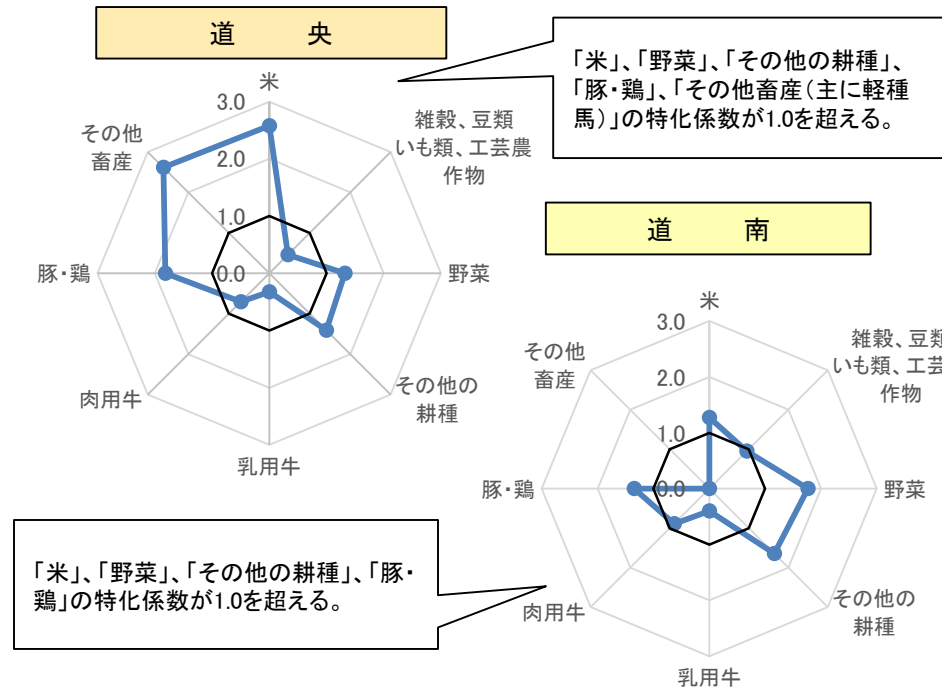 道　央
「米」、「野菜」、「その他の耕種」、
「豚・鶏」、「その他畜産（主に軽種
馬）」の特化係数が1.0を超える。
米
雑穀、豆類
いも類、工芸農
作物
野菜
その他の
耕種
乳用牛
肉用牛
豚・鶏
その他
畜産
3.0
2.0
1.0
0.0
道　南
米
雑穀、豆類
いも類、工芸
作物
野菜
その他の
耕種
乳用牛
肉用牛
豚・鶏
その他
畜産
3.0
2.0
1.0
0.0
「米」、「野菜」、「その他の耕種」、「豚・
鶏」の特化係数が1.0を超える。